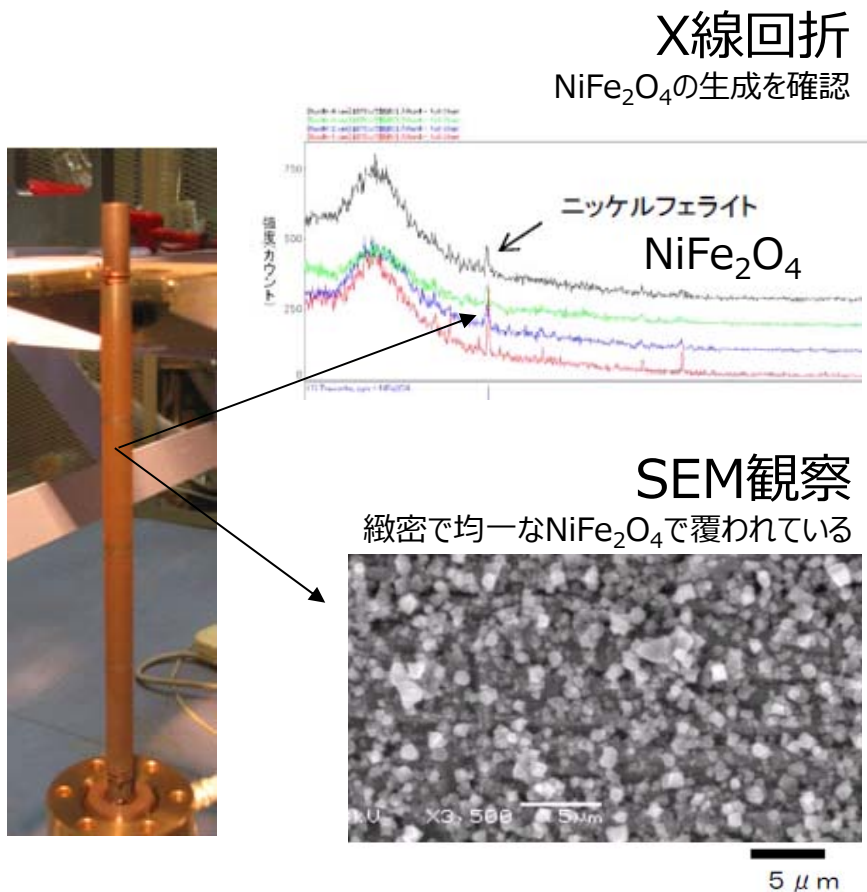 X線回折
NiFe₂O₄の生成を確認
750
500
250
0
強度(カウント)
ニッケルフェライト
NiFe₂O₄
SEM観察
緻密で均一なNiFe₂O₄で覆われている
kV X3,500 5μm
5 μm